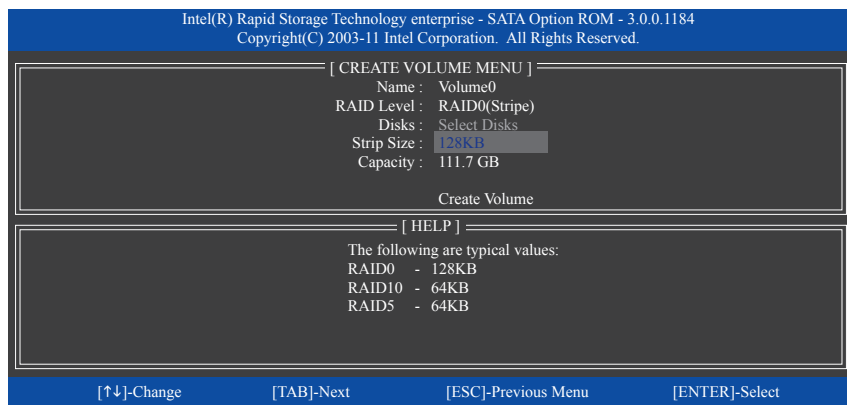 Intel(R) Rapid Storage Technology enterprise - SATA Option ROM - 3.0.0.1184
Copyright(C) 2003-11 Intel Corporation. All Rights Reserved.
[ CREATE VOLUME MENU ]
Name : Volume0
RAID Level : RAID0(Stripe)
Disks : Select Disks
Strip Size : 128KB
Capacity : 111.7 GB
Create Volume
[ HELP ]
The following are typical values:
RAID0 - 128KB
RAID10 - 64KB
RAID5 - 64KB
[↑↓]-Change [TAB]-Next [ESC]-Previous Menu [ENTER]-Select